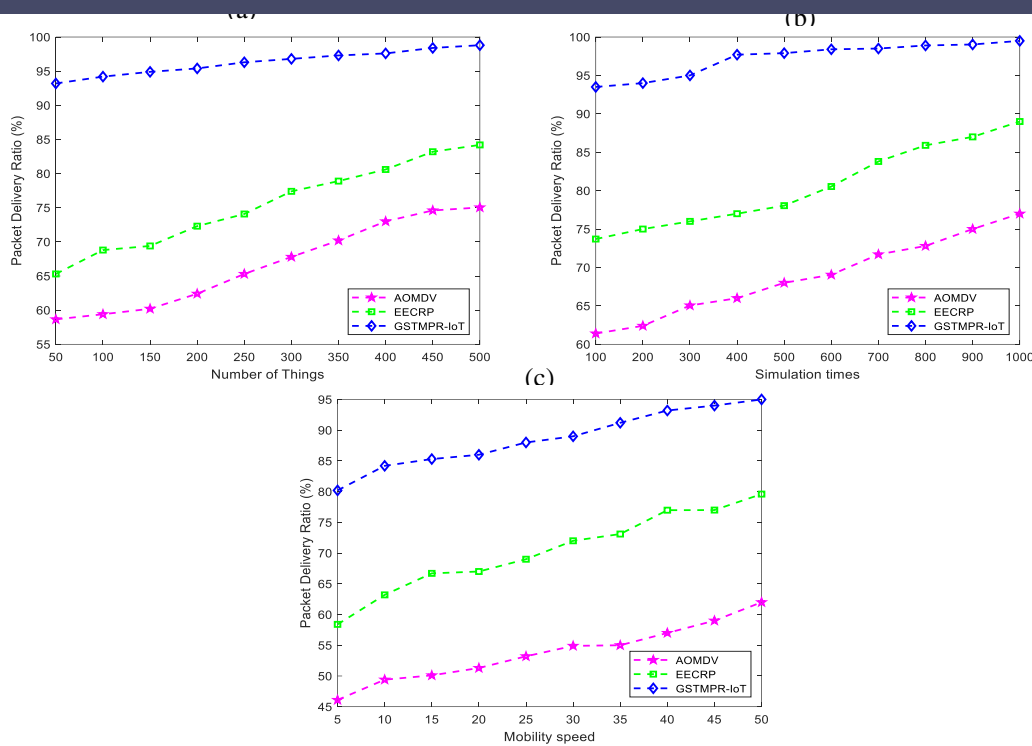 (a)
(b)
100
95
90
85
80
75
70
65
60
55
Packet Delivery Ratio (%)
AOMDV
EECRP
GSTMPR-IoT
50 100 150 200 250 300 350 400 450 500
Number of Things
100
95
90
85
80
75
70
65
60
Packet Delivery Ratio (%)
AOMDV
EECRP
GSTMPR-IoT
100 200 300 400 500 600 700 800 900 1000
Simulation times
(c)
95
90
85
80
75
70
65
60
55
50
45
Packet Delivery Ratio (%)
AOMDV
EECRP
GSTMPR-IoT
5 10 15 20 25 30 35 40 45 50
Mobility speed